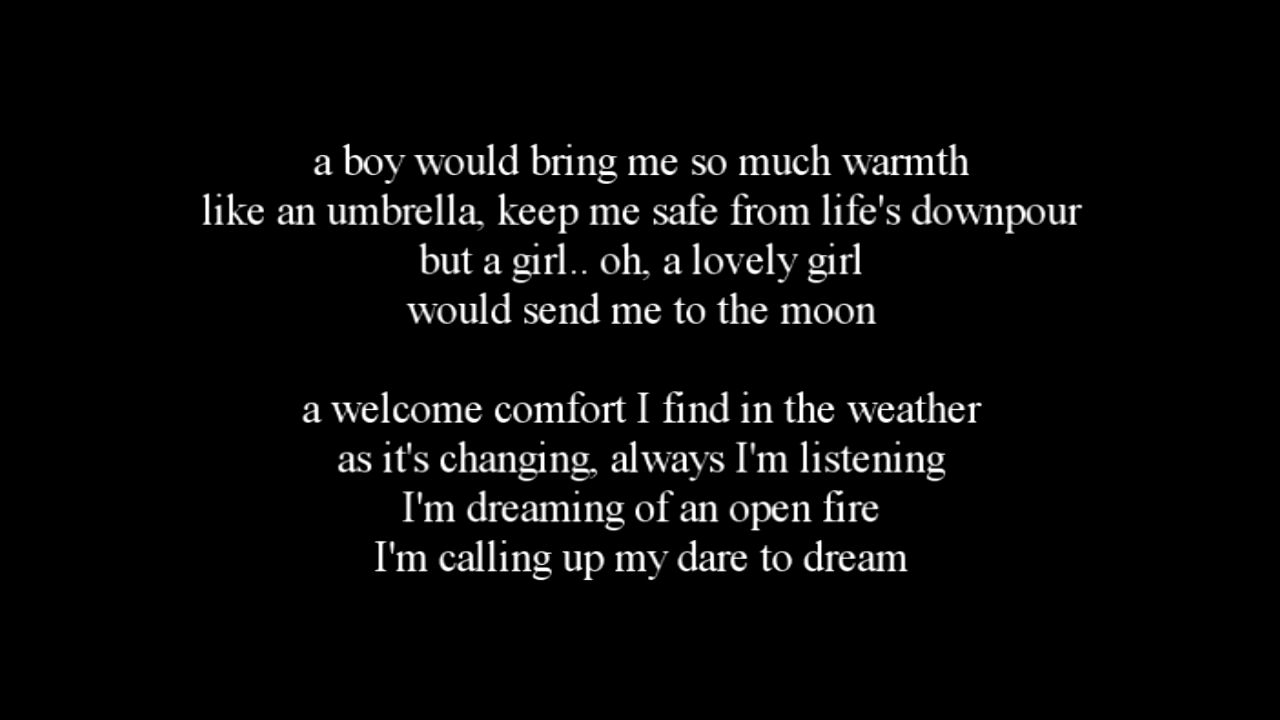 a boy would bring me so much warmth
like an umbrella, keep me safe from life's downpour
but a girl.. oh, a lovely girl
would send me to the moon
a welcome comfort I find in the weather
as it's changing, always I'm listening
I'm dreaming of an open fire
I'm calling up my dare to dream